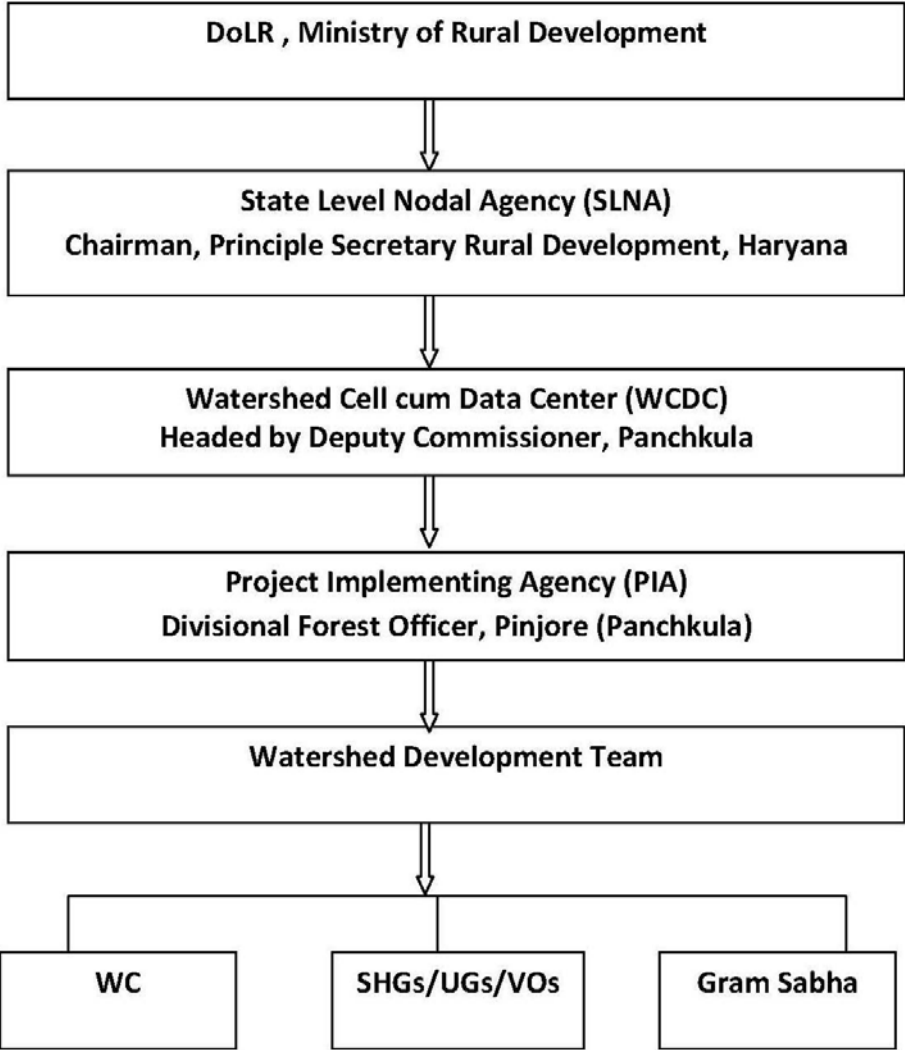 DoLR , Ministry of Rural Development
State Level Nodal Agency (SLNA)
Chairman, Principle Secretary Rural Development, Haryana
Watershed Cell cum Data Center (WCDC)
Headed by Deputy Commissioner, Panchkula
Project Implementing Agency (PIA)
Divisional Forest Officer, Pinjore (Panchkula)
Watershed Development Team
WC
SHGs/UGs/VOs
Gram Sabha